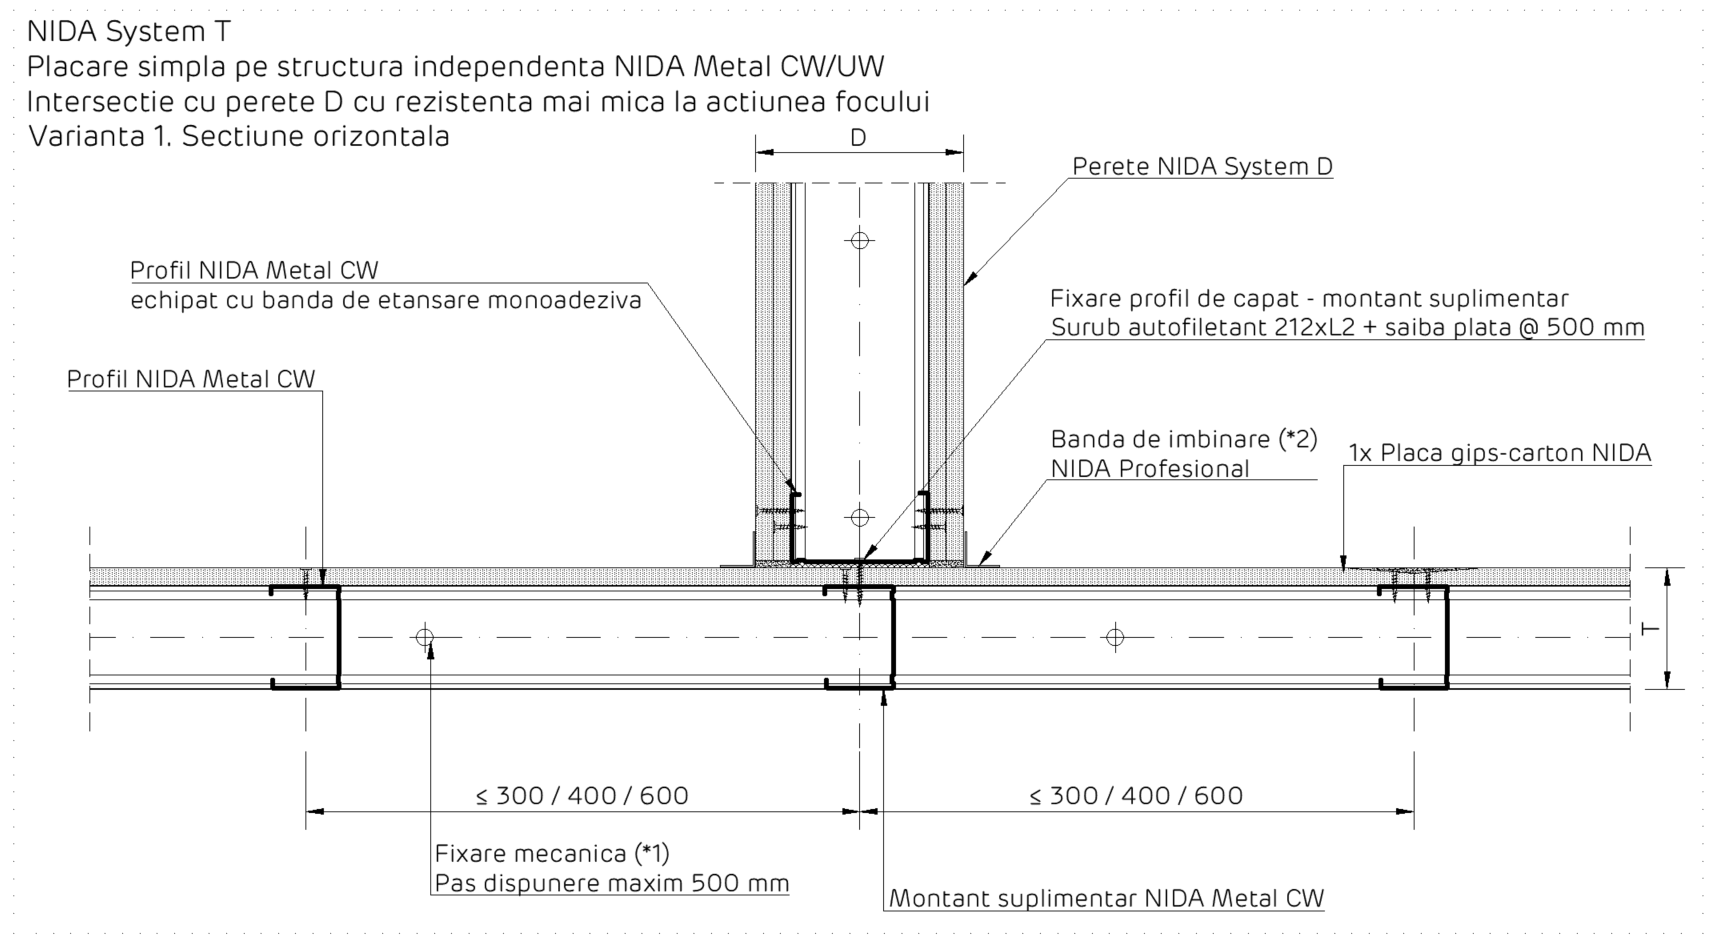 NIDA System T
Placare simpla pe structura independenta NIDA Metal CW/UW
Intersectie cu perete D cu rezistenta mai mica la actiunea focului
Varianta 1. Sectiune orizontala
D
Perete NIDA System D
Profil NIDA Metal CW
echipat cu banda de etansare monoadeziva
Fixare profil de capat - montant suplimentar
Surub autofiletant 212xL2 + saiba plata @ 500 mm
Profil NIDA Metal CW
Banda de imbinare (*2)
NIDA Profesional
1x Placa gips-carton NIDA
T
≤ 300 / 400 / 600
≤ 300 / 400 / 600
Fixare mecanica (*1)
Pas dispunere maxim 500 mm
Montant suplimentar NIDA Metal CW